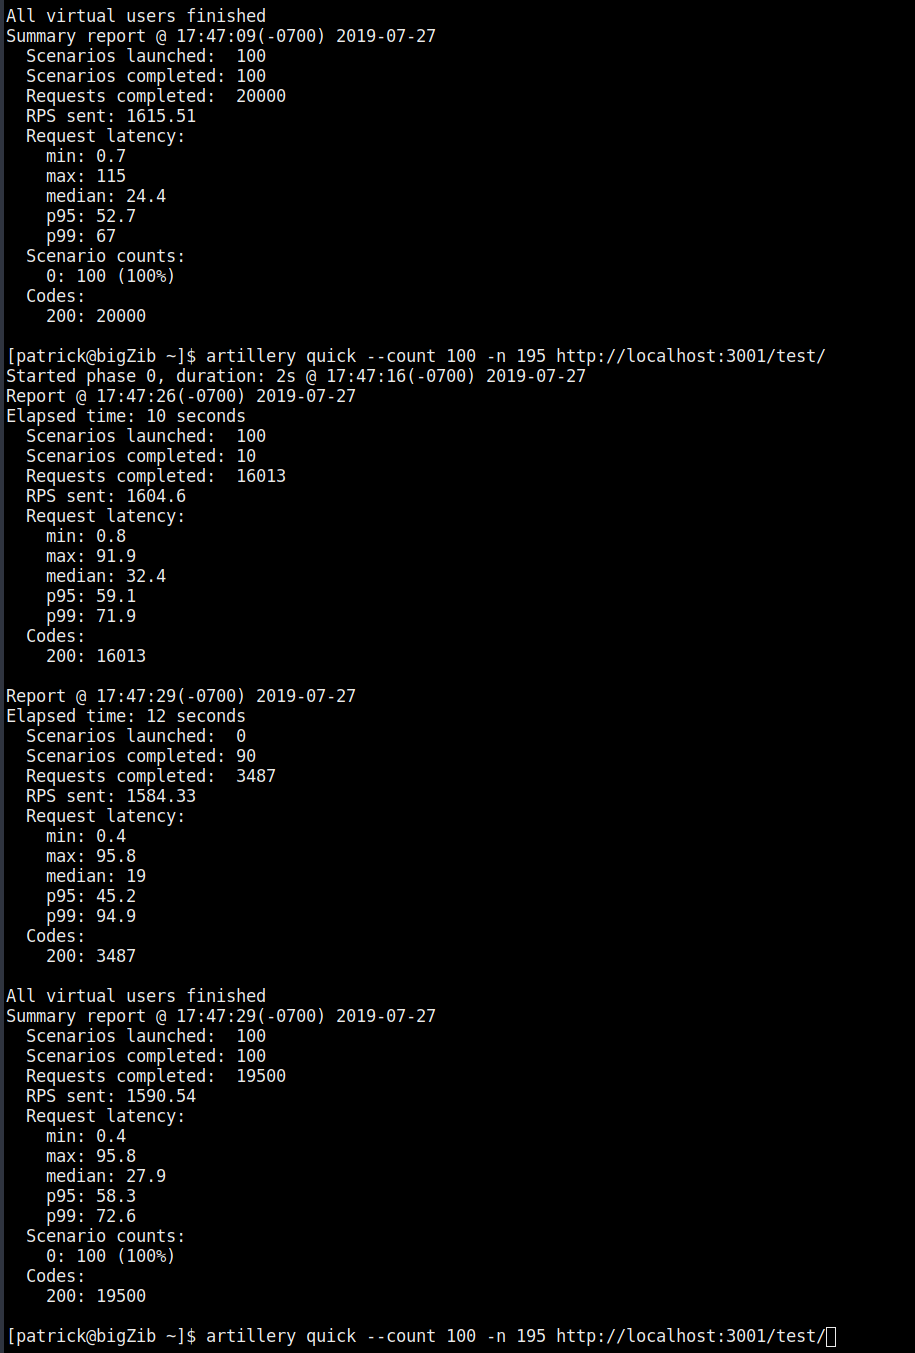 All virtual users finished
Summary report @ 17:47:09(-0700) 2019-07-27
  Scenarios launched:  100
  Scenarios completed: 100
  Requests completed:  20000
  RPS sent: 1615.51
  Request latency:
    min: 0.7
    max: 115
    median: 24.4
    p95: 52.7
    p99: 67
  Scenario counts:
    0: 100 (100%)
  Codes:
    200: 20000

[patrick@bigZib ~]$ artillery quick --count 100 -n 195 http://localhost:3001/test/
Started phase 0, duration: 2s @ 17:47:16(-0700) 2019-07-27
Report @ 17:47:26(-0700) 2019-07-27
Elapsed time: 10 seconds
  Scenarios launched:  100
  Scenarios completed: 10
  Requests completed:  16013
  RPS sent: 1604.6
  Request latency:
    min: 0.8
    max: 91.9
    median: 32.4
    p95: 59.1
    p99: 71.9
  Codes:
    200: 16013

Report @ 17:47:29(-0700) 2019-07-27
Elapsed time: 12 seconds
  Scenarios launched:  0
  Scenarios completed: 90
  Requests completed:  3487
  RPS sent: 1584.33
  Request latency:
    min: 0.4
    max: 95.8
    median: 19
    p95: 45.2
    p99: 94.9
  Codes:
    200: 3487

All virtual users finished
Summary report @ 17:47:29(-0700) 2019-07-27
  Scenarios launched:  100
  Scenarios completed: 100
  Requests completed:  19500
  RPS sent: 1590.54
  Request latency:
    min: 0.4
    max: 95.8
    median: 27.9
    p95: 58.3
    p99: 72.6
  Scenario counts:
    0: 100 (100%)
  Codes:
    200: 19500

[patrick@bigZib ~]$ artillery quick --count 100 -n 195 http://localhost:3001/test/